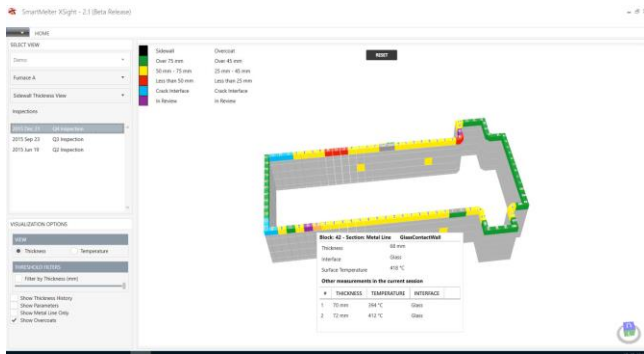 SmartMelter XSight - 2.1 (Beta Release)
HOME
SELECT VIEW
Demo
Furnace A
Sidewall Thickness View
Inspections
2015 Dec 21 Q4 Inspection
2015 Sep 23 Q3 Inspection
2015 Jun 18 Q2 Inspection
VISUALIZATION OPTIONS
VIEW
Thickness Temperature
THRESHOLD FILTERS
Filter by Thickness (mm)
Show Thickness History
Show Parameters
Show Metal Line Only
Show Overcoats
Sidewall Overcoat
Over 75 mm Over 45 mm
50 mm - 75 mm 25 mm - 45 mm
Less than 50 mm Less than 25 mm
Crack Interface Crack Interface
In Review In Review
RESET
Block: 42 - Section: Metal Line GlassContactWall
Thickness 68 mm
Interface Glass
Surface Temperature 410 °C
Other measurements in the current session
# THICKNESS TEMPERATURE INTERFACE
1 70 mm 394 °C Glass
2 72 mm 412 °C Glass